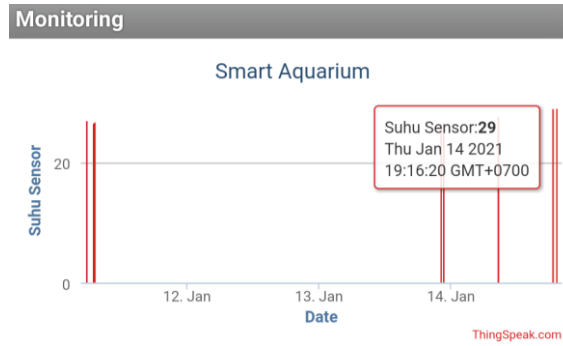 Monitoring
Smart Aquarium
Suhu Sensor:29
Thu Jan 14 2021
19:16:20 GMT+0700
Suhu Sensor
20
0
12. Jan
13. Jan
14. Jan
Date
ThingSpeak.com